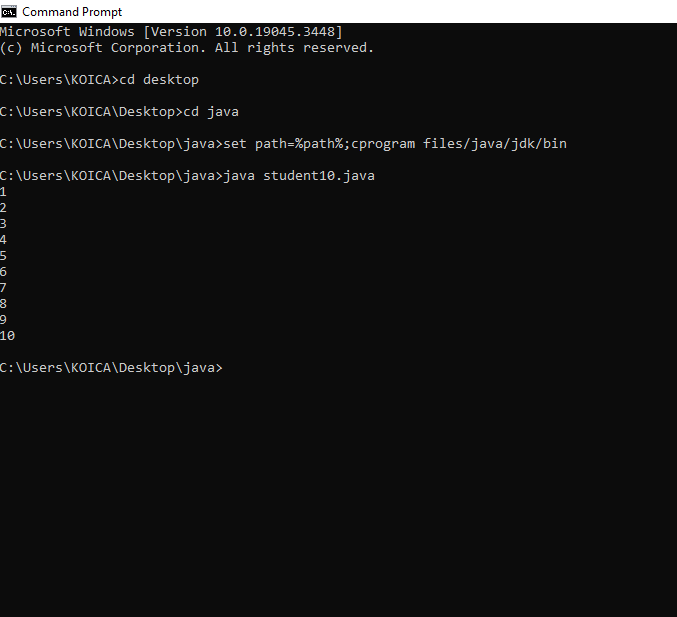 Command Prompt
Microsoft Windows [Version 10.0.19045.3448]
(c) Microsoft Corporation. All rights reserved.
C:\Users\KOICA>cd desktop
C:\Users\KOICA\Desktop>cd java
C:\Users\KOICA\Desktop\java>set path=%path%;cprogram files/java/jdk/bin
C:\Users\KOICA\Desktop\java>java student10.java
1
2
3
4
5
6
7
8
9
10
C:\Users\KOICA\Desktop\java>